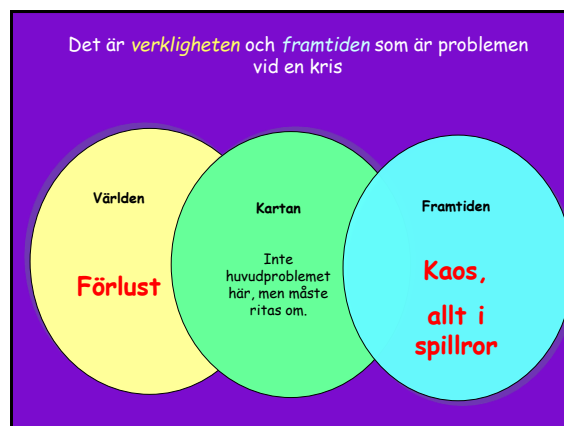 Det är verkligheten och framtiden som är problemen
vid en kris
Världen
Förlust
Kartan
Inte
huvudproblemet
här, men måste
ritas om.
Framtiden
Kaos,
allt i
spillror